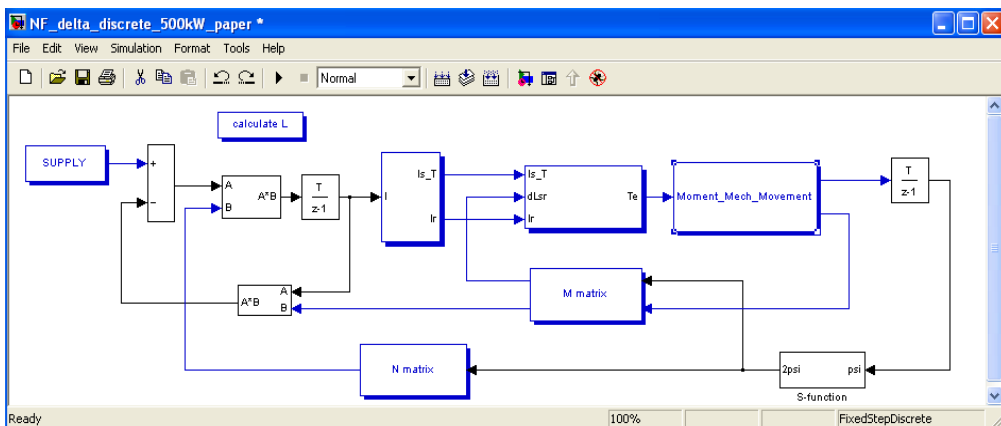 NF_delta_discrete_500kW_paper *
File Edit View Simulation Format Tools Help
Normal
calculate L
SUPPLY
+
−
A
B
A*B
T
z-1
I
Is_T
Ir
Is_T
dLsr
Ir
Te
Moment_Mech_Movement
T
z-1
A*B
A
B
M matrix
N matrix
2psi psi
S-function
Ready 100% FixedStepDiscrete